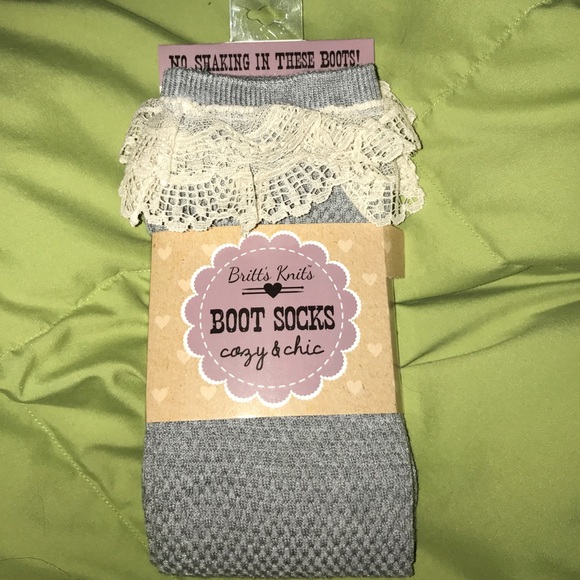 NO SHAKING IN THESE BOOTS!
Britt's Knits
BOOT SOCKS
cozy & chic